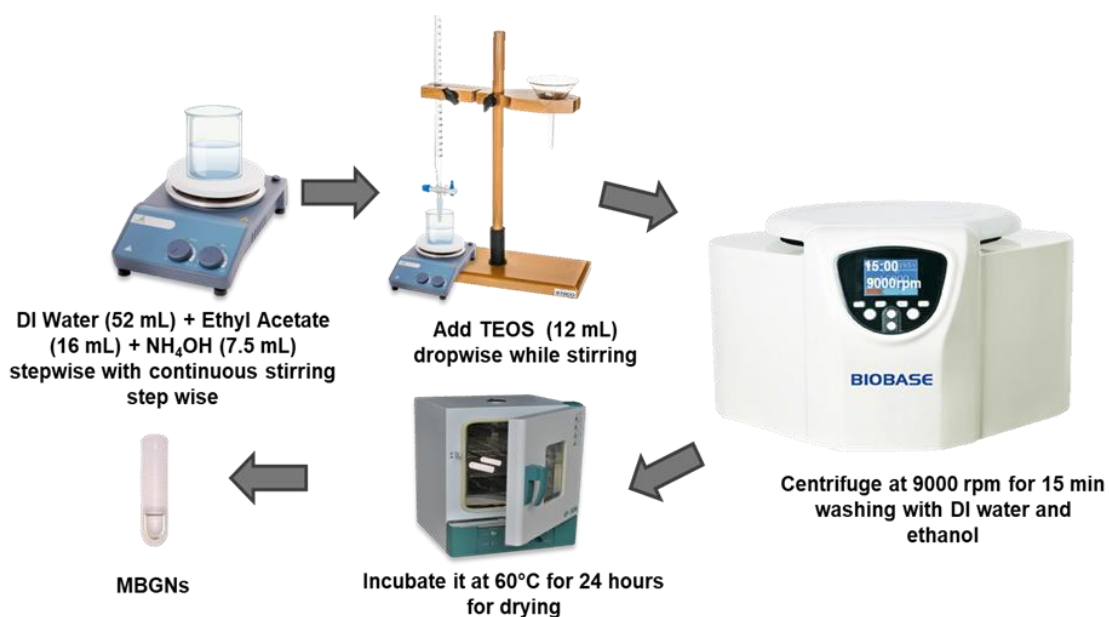 DI Water (52 mL) + Ethyl Acetate
(16 mL) + NH₄OH (7.5 mL)
stepwise with continuous stirring
step wise
Add TEOS (12 mL)
dropwise while stirring
15:00
9000rpm
BIOBASE
Centrifuge at 9000 rpm for 15 min
washing with DI water and
ethanol
Incubate it at 60°C for 24 hours
for drying
MBGNs